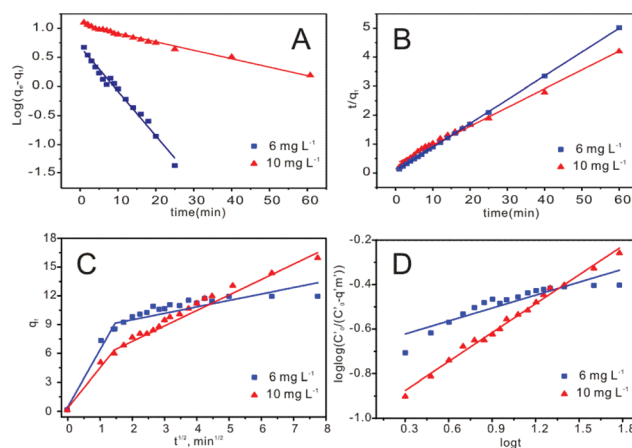 A
Log(qe-qt)
1.0
0.5
0.0
-0.5
-1.0
-1.5
0 10 20 30 40 50 60
time(min)
6 mg L-1
10 mg L-1
B
t/qt
5
4
3
2
1
0
0 10 20 30 40 50 60
time(min)
6 mg L-1
10 mg L-1
C
qt
18
15
12
9
6
3
0
0 1 2 3 4 5 6 7 8
t1/2, min1/2
6 mg L-1
10 mg L-1
D
loglog(C'0/(C'0-q'm'))
-0.2
-0.4
-0.6
-0.8
-1.0
0.3 0.6 0.9 1.2 1.5 1.8
logt
6 mg L-1
10 mg L-1